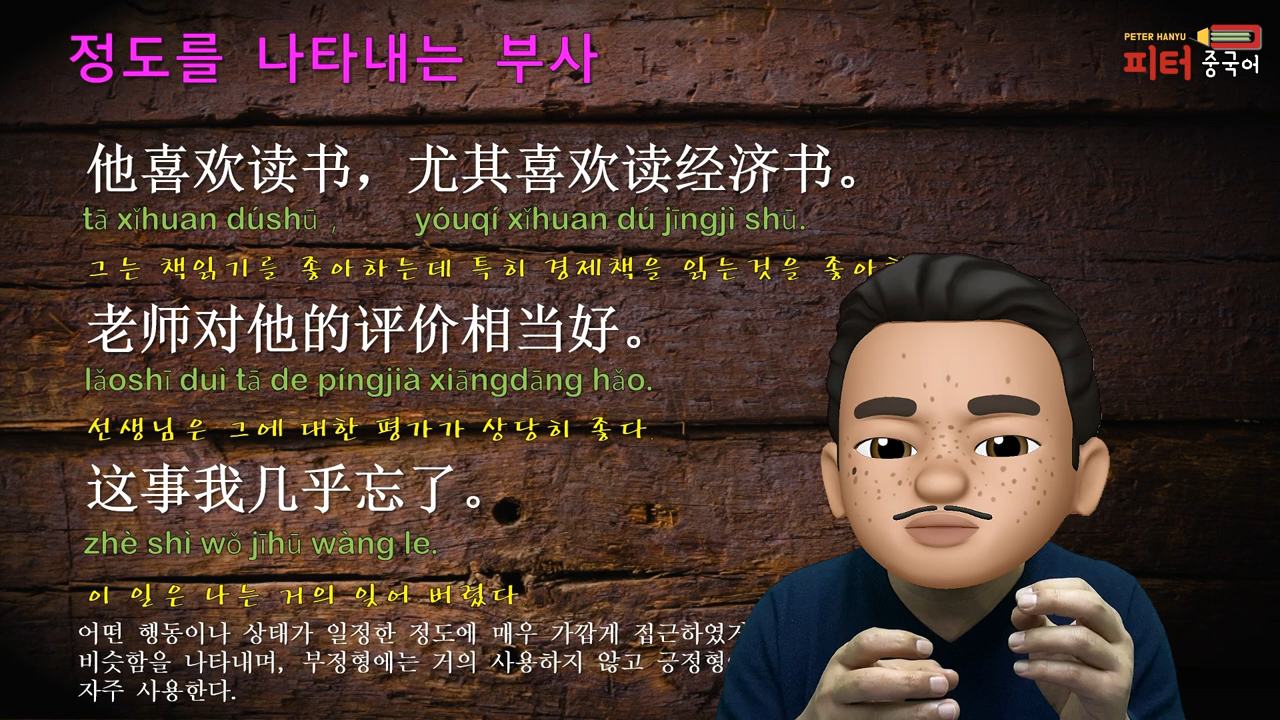 정도를 나타내는 부사
PETER HANYU
피터 중국어
他喜欢读书，尤其喜欢读经济书。
tā xǐhuan dúshū , yóuqí xǐhuan dú jīngjì shū.
그는 책읽기를 좋아하는데 특히 경제책을 읽는것을 좋아
老师对他的评价相当好。
lǎoshī duì tā de píngjià xiāngdāng hǎo.
선생님은 그에 대한 평가가 상당히 좋다.
这事我几乎忘了。
zhè shì wǒ jīhū wàng le.
이 일은 나는 거의 잊어 버렸다
어떤 행동이나 상태가 일정한 정도에 매우 가깝게 접근하였
비슷함을 나타내며, 부정형에는 거의 사용하지 않고 긍정형
자주 사용한다.